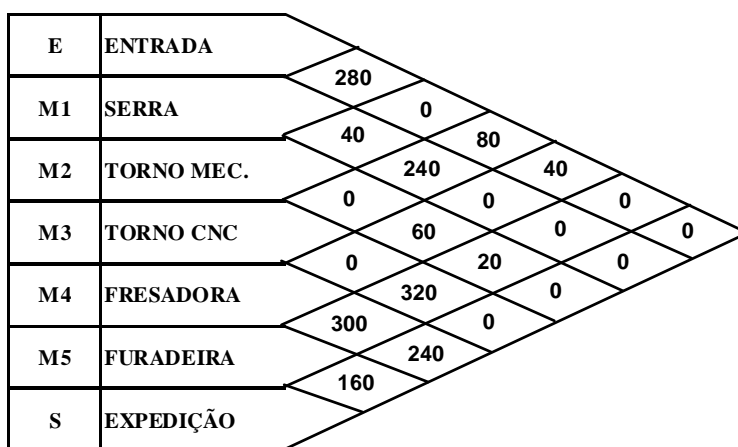 E ENTRADA
280
M1 SERRA 0
40 80
M2 TORNO MEC. 240 40
0 0 0
M3 TORNO CNC 60 0 0
0 20 0
M4 FRESADORA 320 0
300 0
M5 FURADEIRA 240
160
S EXPEDIÇÃO